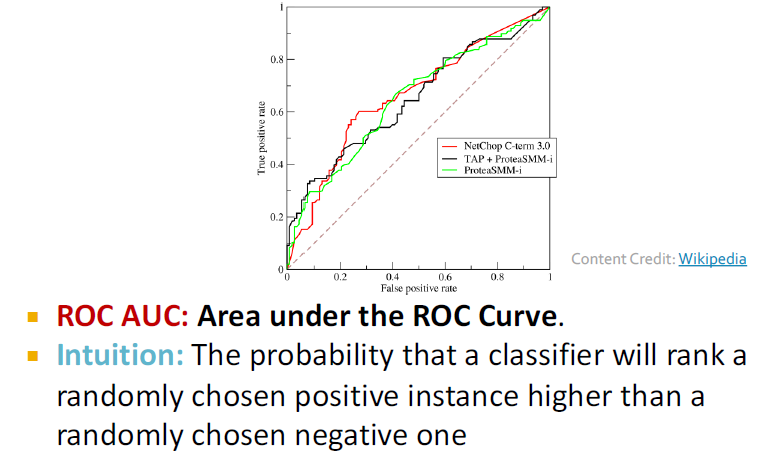 1
0.8
0.6
0.4
0.2
0
True positive rate
NetChop C-term 3.0
TAP + ProteaSMM-i
ProteaSMM-i
0 0.2 0.4 0.6 0.8 1
False positive rate
Content Credit: Wikipedia
ROC AUC: Area under the ROC Curve.
Intuition: The probability that a classifier will rank a
randomly chosen positive instance higher than a
randomly chosen negative one